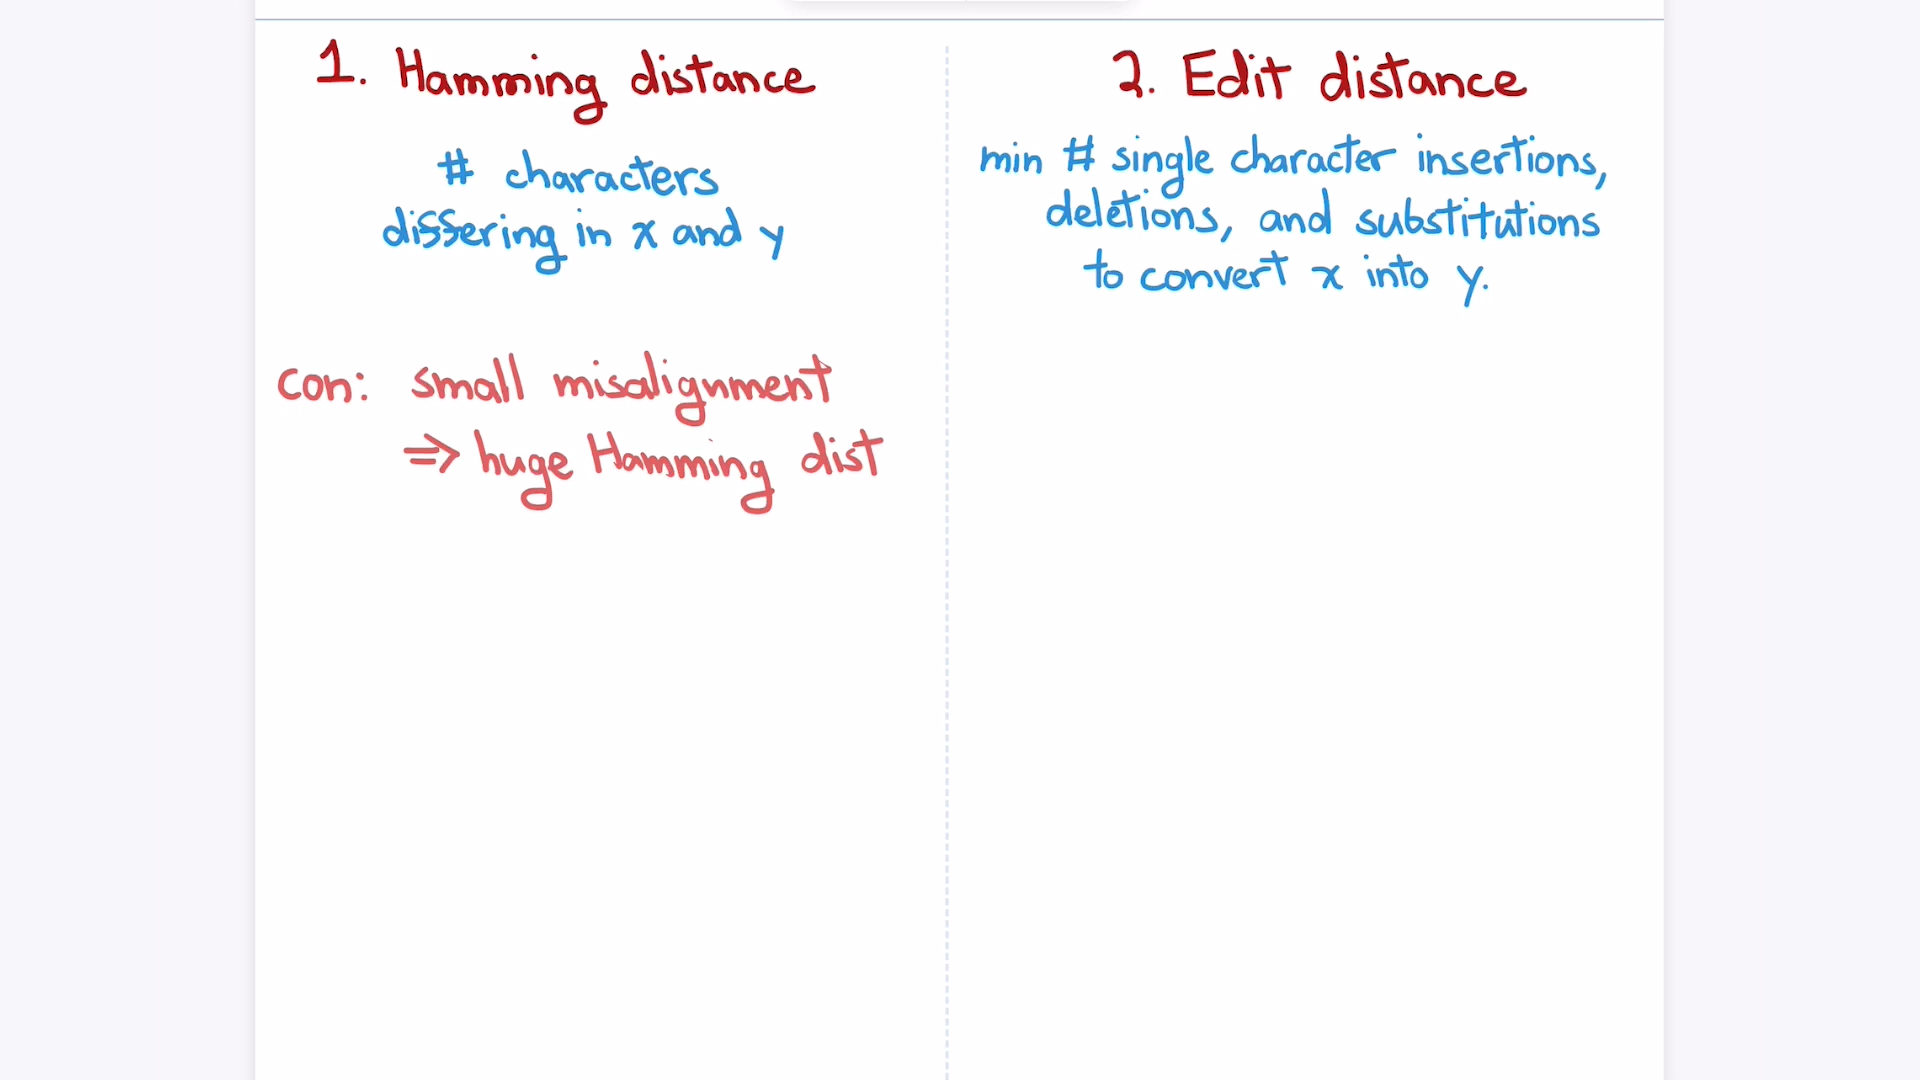 1. Hamming distance
# characters
differing in x and y
con: small misalignment
⇒ huge Hamming dist
2. Edit distance
min # single character insertions,
deletions, and substitutions
to convert x into y.